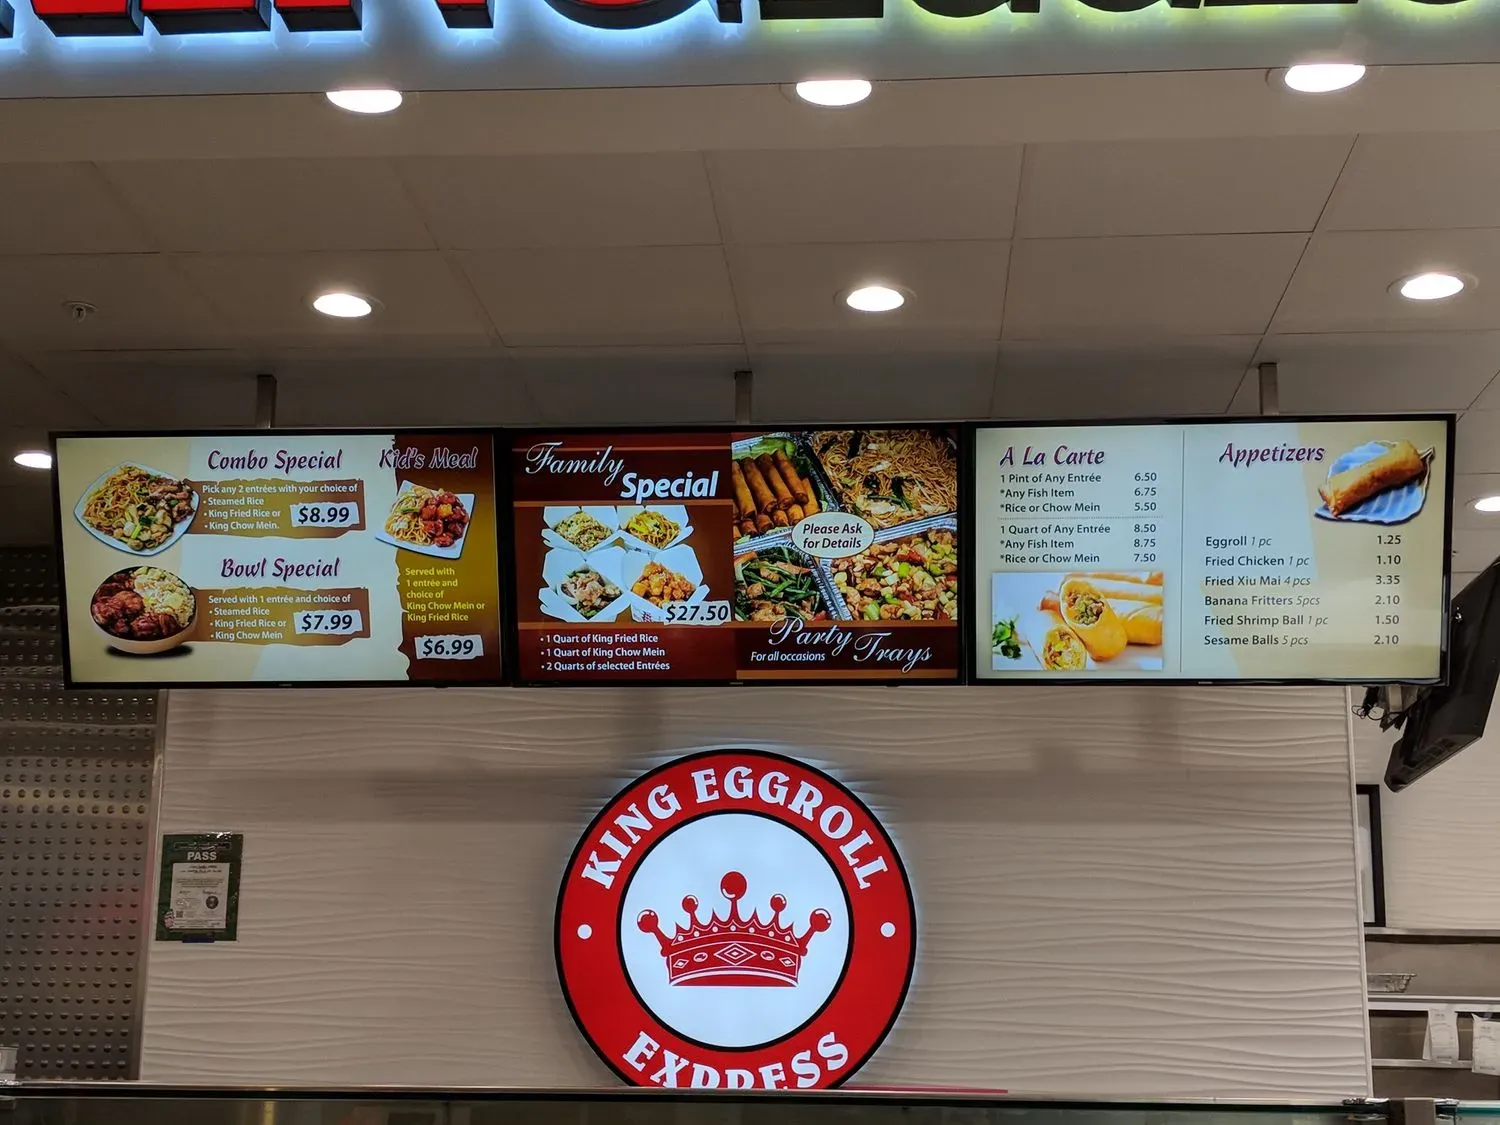 Combo Special
Pick any 2 entrées with your choice of
• Steamed Rice
• King Fried Rice or
• King Chow Mein.
$8.99
Bowl Special
Served with 1 entrée and choice of
• Steamed Rice
• King Fried Rice or
• King Chow Mein
$7.99
Kid's Meal
Served with
1 entrée and
choice of
King Chow Mein or
King Fried Rice
$6.99
Family
Special
$27.50
• 1 Quart of King Fried Rice
• 1 Quart of King Chow Mein
• 2 Quarts of selected Entrées
Please Ask
for Details
Party Trays
For all occasions
A La Carte
1 Pint of Any Entrée 6.50
*Any Fish Item 6.75
*Rice or Chow Mein 5.50
1 Quart of Any Entrée 8.50
*Any Fish Item 8.75
*Rice or Chow Mein 7.50
Appetizers
Eggroll 1 pc 1.25
Fried Chicken 1 pc 1.10
Fried Xiu Mai 4 pcs 3.35
Banana Fritters 5pcs 2.10
Fried Shrimp Ball 1 pc 1.50
Sesame Balls 5 pcs 2.10
PASS
KING EGGROLL
EXPRESS